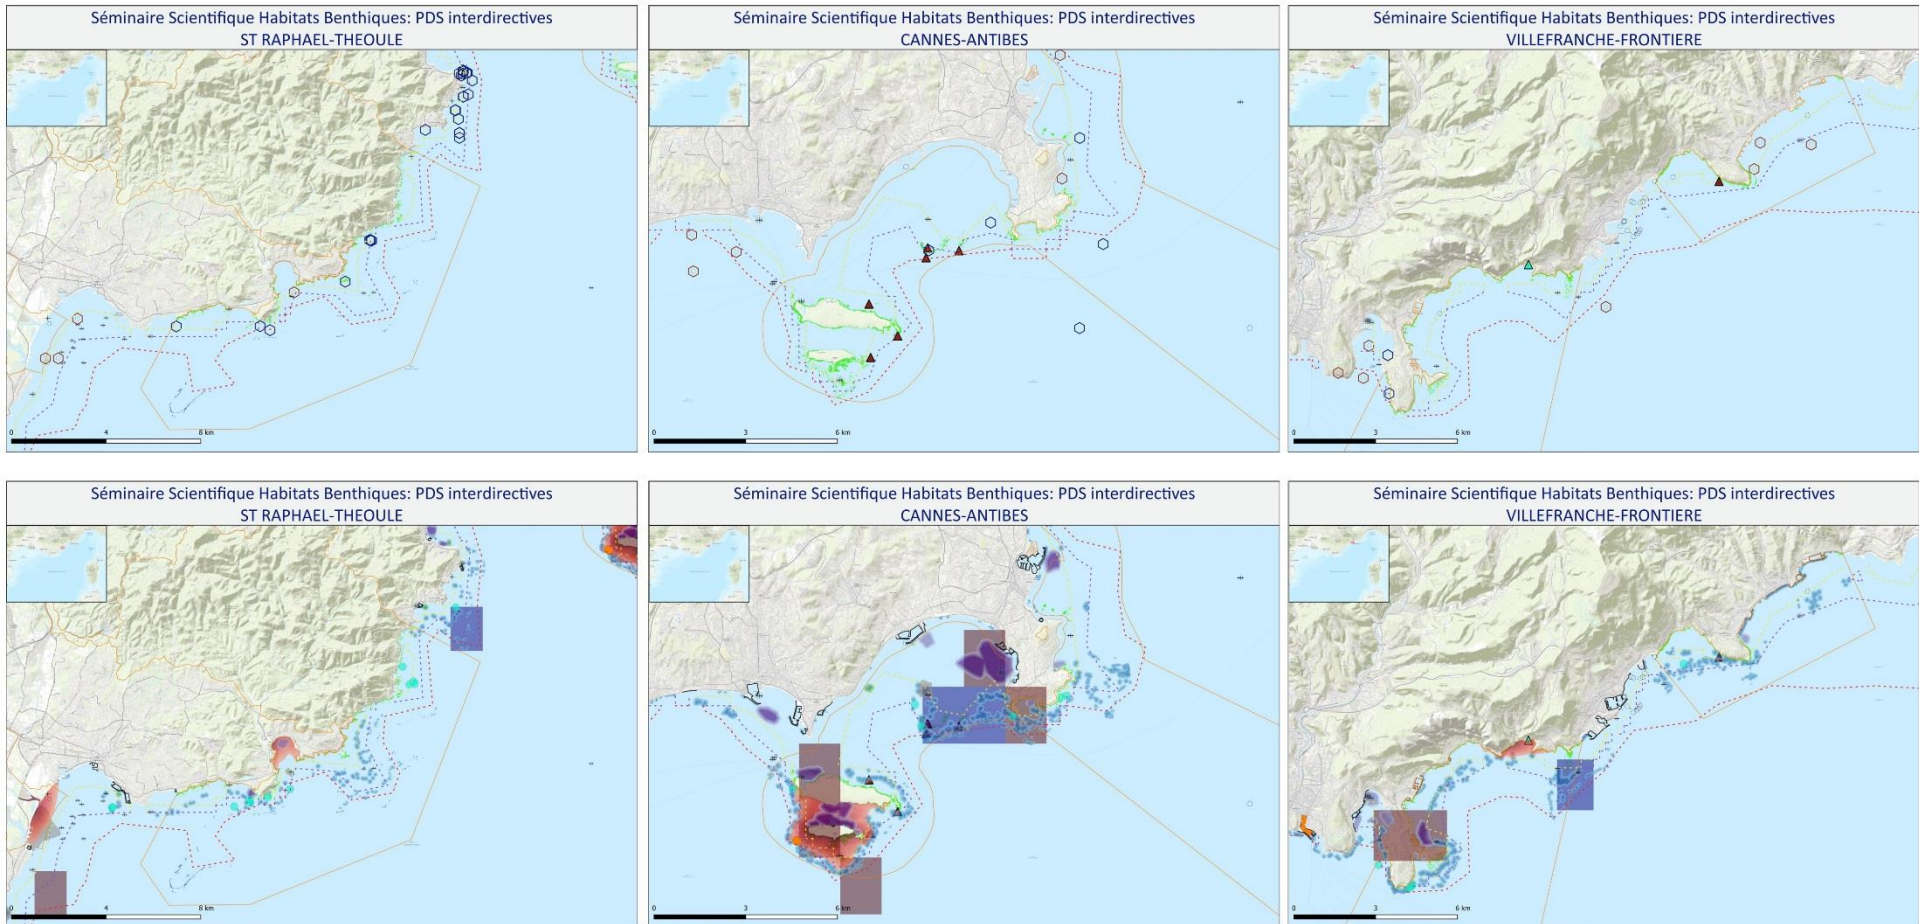 Séminaire Scientifique Habitats Benthiques: PDS interdirectives
ST RAPHAEL-THEOULE
0 4 8 km
Séminaire Scientifique Habitats Benthiques: PDS interdirectives
CANNES-ANTIBES
0 3 6 km
Séminaire Scientifique Habitats Benthiques: PDS interdirectives
VILLEFRANCHE-FRONTIERE
0 3 6 km
Séminaire Scientifique Habitats Benthiques: PDS interdirectives
ST RAPHAEL-THEOULE
0 4 8 km
Séminaire Scientifique Habitats Benthiques: PDS interdirectives
CANNES-ANTIBES
0 3 6 km
Séminaire Scientifique Habitats Benthiques: PDS interdirectives
VILLEFRANCHE-FRONTIERE
0 3 6 km